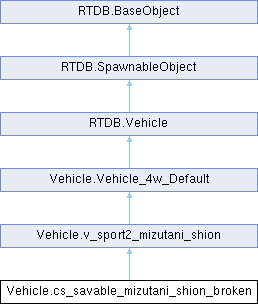 RTDB.BaseObject
RTDB.SpawnableObject
RTDB.Vehicle
Vehicle.Vehicle_4w_Default
Vehicle.v_sport2_mizutani_shion
Vehicle.cs_savable_mizutani_shion_broken